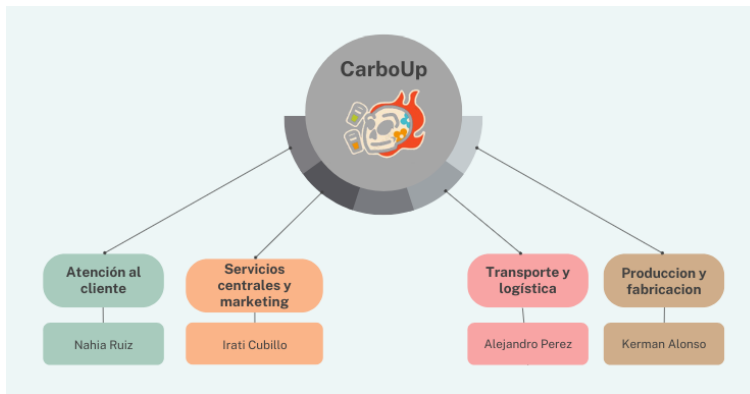 CarboUp
Atención al
cliente
Servicios
centrales y
marketing
Transporte y
logística
Produccion y
fabricacion
Nahia Ruiz
Irati Cubillo
Alejandro Perez
Kerman Alonso